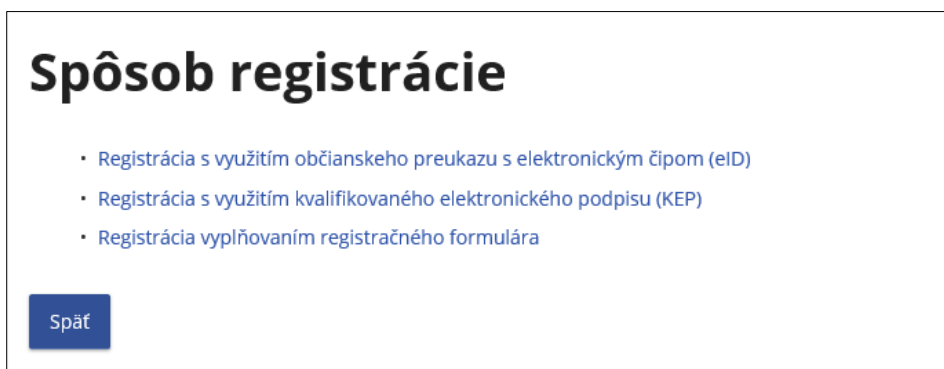 Spôsob registrácie
• Registrácia s využitím občianskeho preukazu s elektronickým čipom (eID)
• Registrácia s využitím kvalifikovaného elektronického podpisu (KEP)
• Registrácia vyplňovaním registračného formulára
Späť